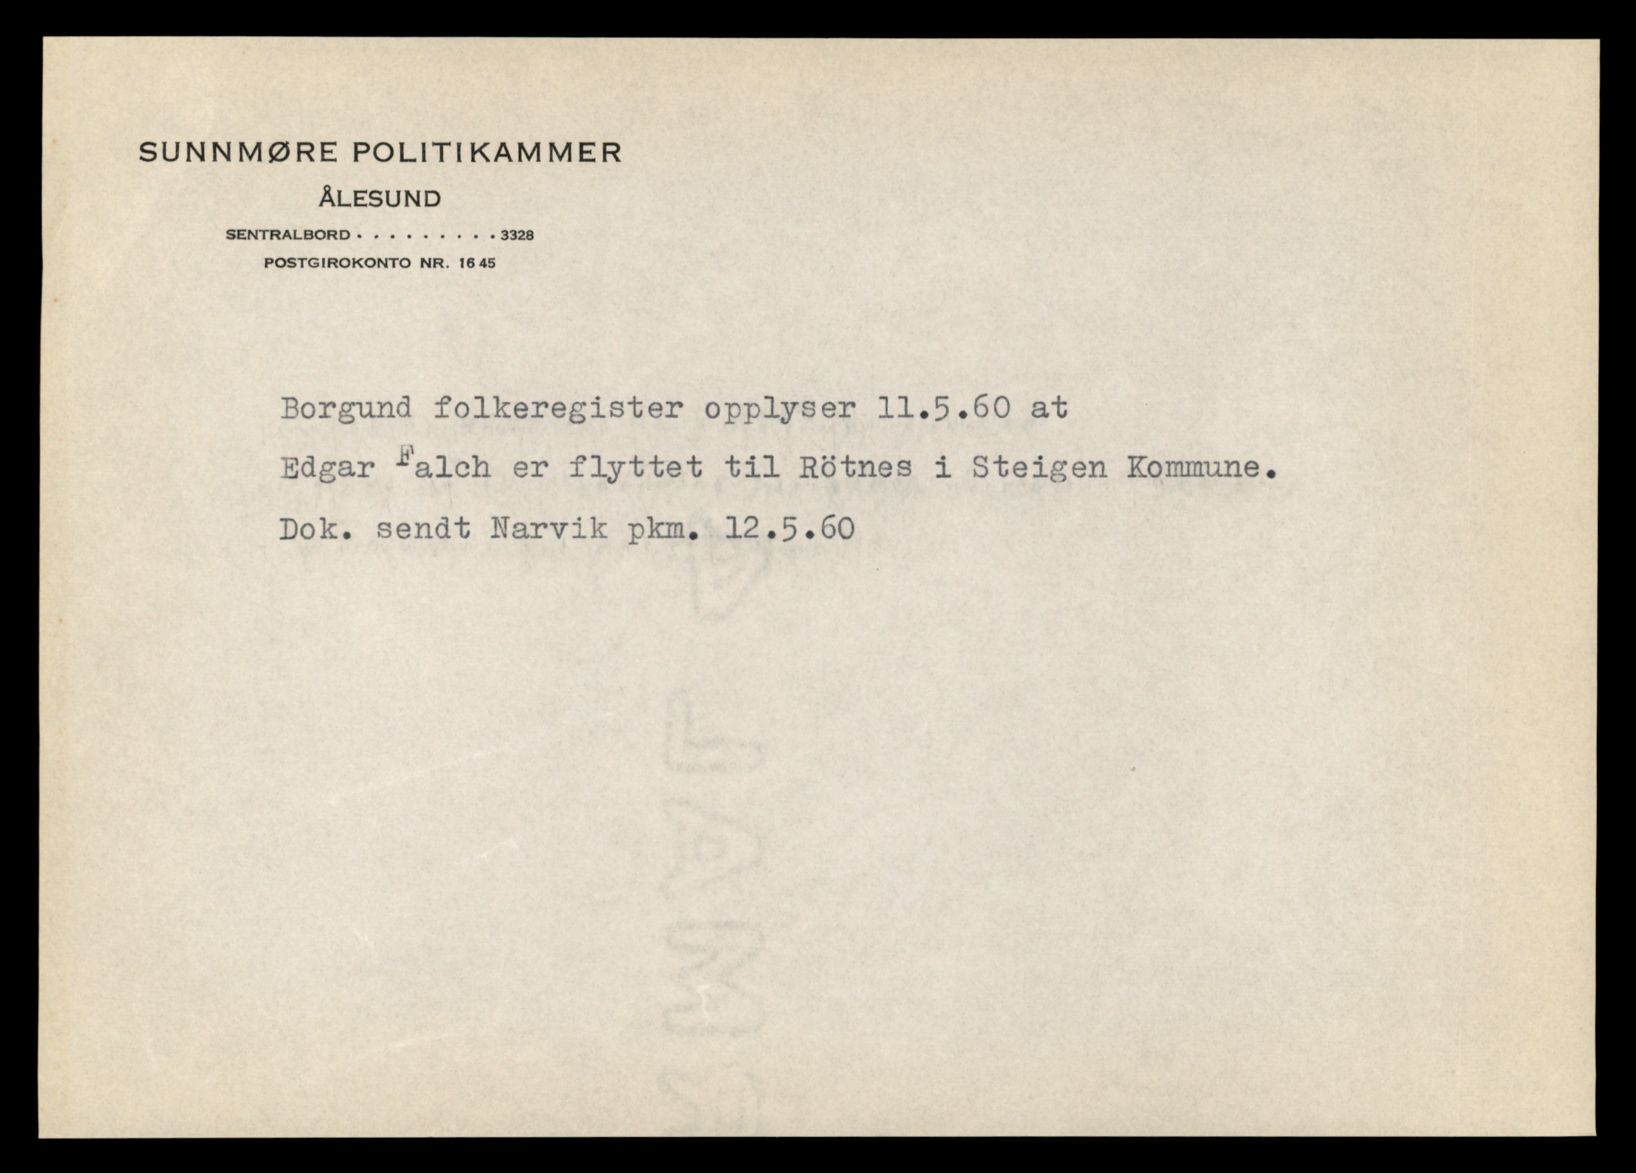 SUNNMØRE POLITIKAMMER
ÅLESUND
SENTRALBORD . . . . . . . . . 3328
POSTGIROKONTO NR. 16 45
Borgund folkeregister opplyser 11.5.60 at
Edgar Falch er flyttet til Rötnes i Steigen Kommune.
Dok. sendt Narvik pkm. 12.5.60